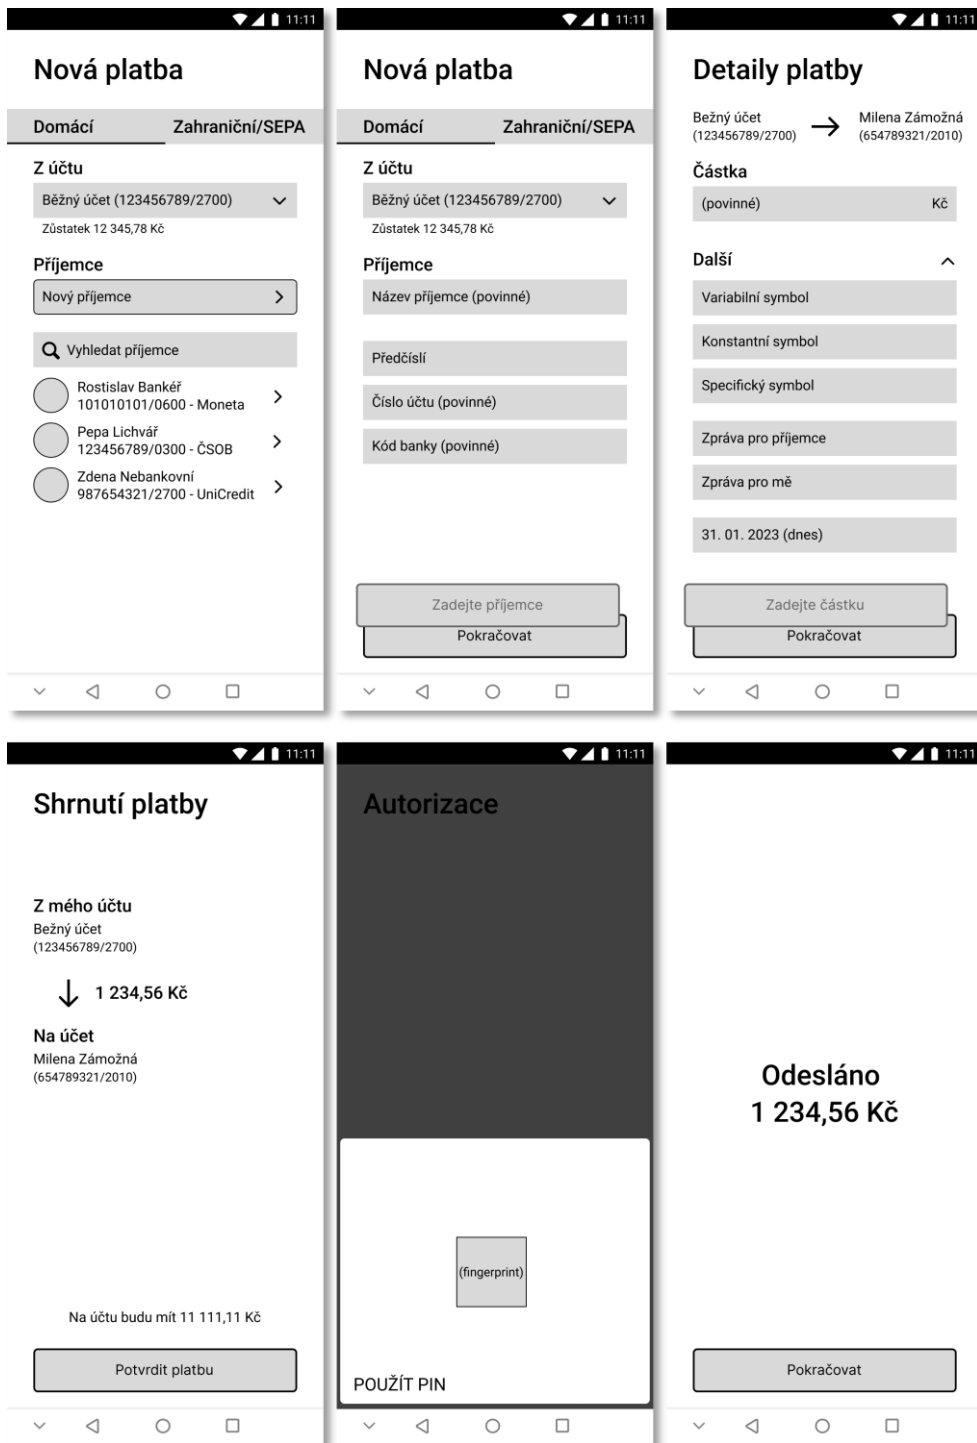 11:11
Nová platba
Domácí Zahraniční/SEPA
Z účtu
Běžný účet (123456789/2700)
Zůstatek 12 345,78 Kč
Příjemce
Nový příjemce
Vyhledat příjemce
Rostislav Bankéř
101010101/0600 - Moneta
Pepa Lichvář
123456789/0300 - ČSOB
Zdena Nebankovní
987654321/2700 - UniCredit
11:11
Nová platba
Domácí Zahraniční/SEPA
Z účtu
Běžný účet (123456789/2700)
Zůstatek 12 345,78 Kč
Příjemce
Název příjemce (povinné)
Předčíslí
Číslo účtu (povinné)
Kód banky (povinné)
Zadejte příjemce
Pokračovat
11:11
Detaily platby
Bežný účet Milena Zámožná
(123456789/2700) (654789321/2010)
Částka
(povinné) Kč
Další
Variabilní symbol
Konstantní symbol
Specifický symbol
Zpráva pro příjemce
Zpráva pro mě
31. 01. 2023 (dnes)
Zadejte částku
Pokračovat
11:11
Shrnutí platby
Z mého účtu
Bežný účet
(123456789/2700)
1 234,56 Kč
Na účet
Milena Zámožná
(654789321/2010)
Na účtu budu mít 11 111,11 Kč
Potvrdit platbu
11:11
Autorizace
(fingerprint)
POUŽÍT PIN
11:11
Odesláno
1 234,56 Kč
Pokračovat